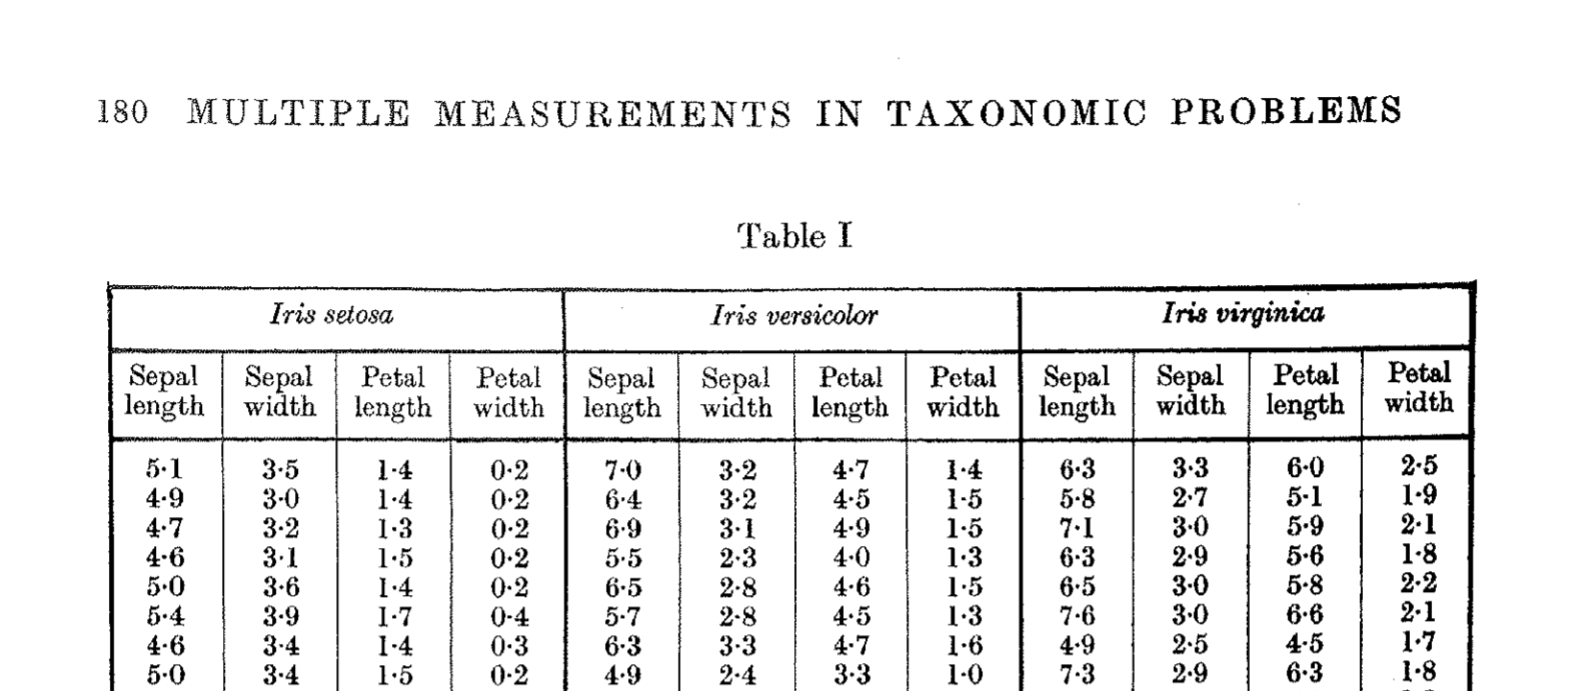 180 MULTIPLE MEASUREMENTS IN TAXONOMIC PROBLEMS
Table I
Iris setosa Iris versicolor Iris virginica
Sepal length Sepal width Petal length Petal width Sepal length Sepal width Petal length Petal width Sepal length Sepal width Petal length Petal width
5·1 3·5 1·4 0·2 7·0 3·2 4·7 1·4 6·3 3·3 6·0 2·5
4·9 3·0 1·4 0·2 6·4 3·2 4·5 1·5 5·8 2·7 5·1 1·9
4·7 3·2 1·3 0·2 6·9 3·1 4·9 1·5 7·1 3·0 5·9 2·1
4·6 3·1 1·5 0·2 5·5 2·3 4·0 1·3 6·3 2·9 5·6 1·8
5·0 3·6 1·4 0·2 6·5 2·8 4·6 1·5 6·5 3·0 5·8 2·2
5·4 3·9 1·7 0·4 5·7 2·8 4·5 1·3 7·6 3·0 6·6 2·1
4·6 3·4 1·4 0·3 6·3 3·3 4·7 1·6 4·9 2·5 4·5 1·7
5·0 3·4 1·5 0·2 4·9 2·4 3·3 1·0 7·3 2·9 6·3 1·8